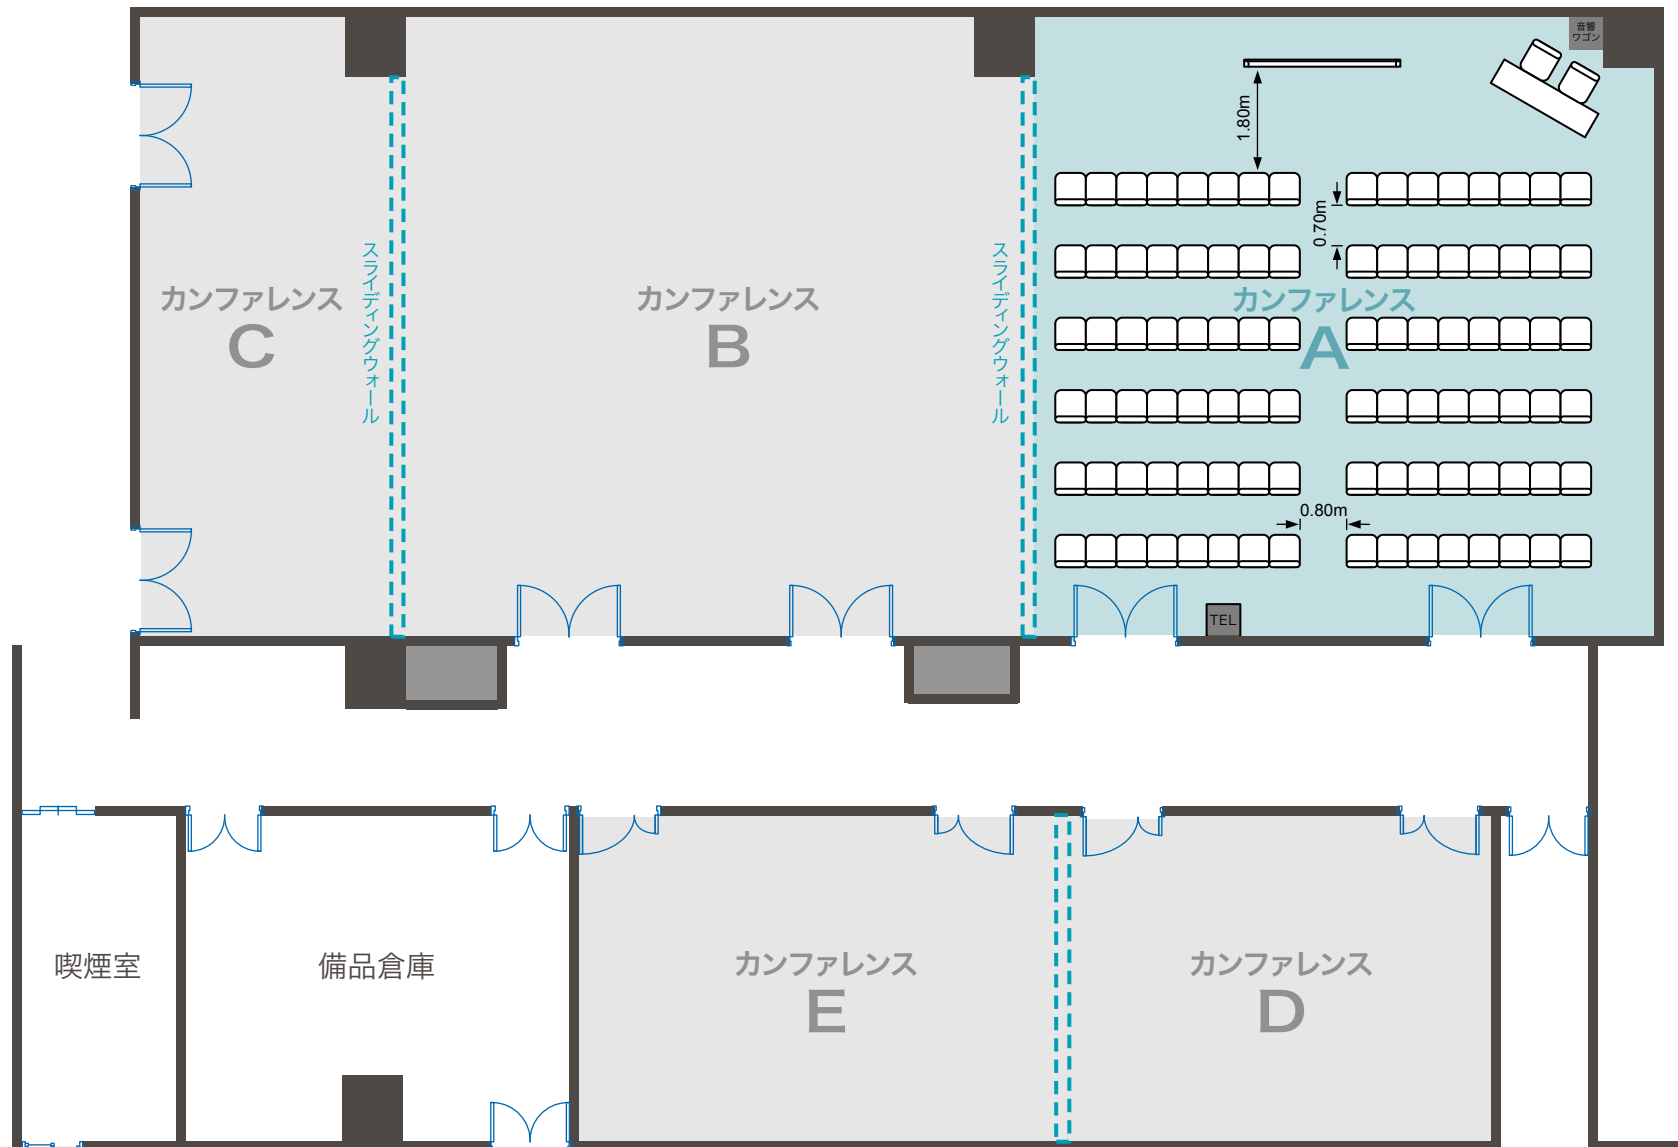 音響
ワゴン
1.80m
0.70m
スライディングウォール
スライディングウォール
カンファレンス
C
カンファレンス
B
カンファレンス
A
0.80m
TEL
喫煙室
備品倉庫
カンファレンス
E
カンファレンス
D